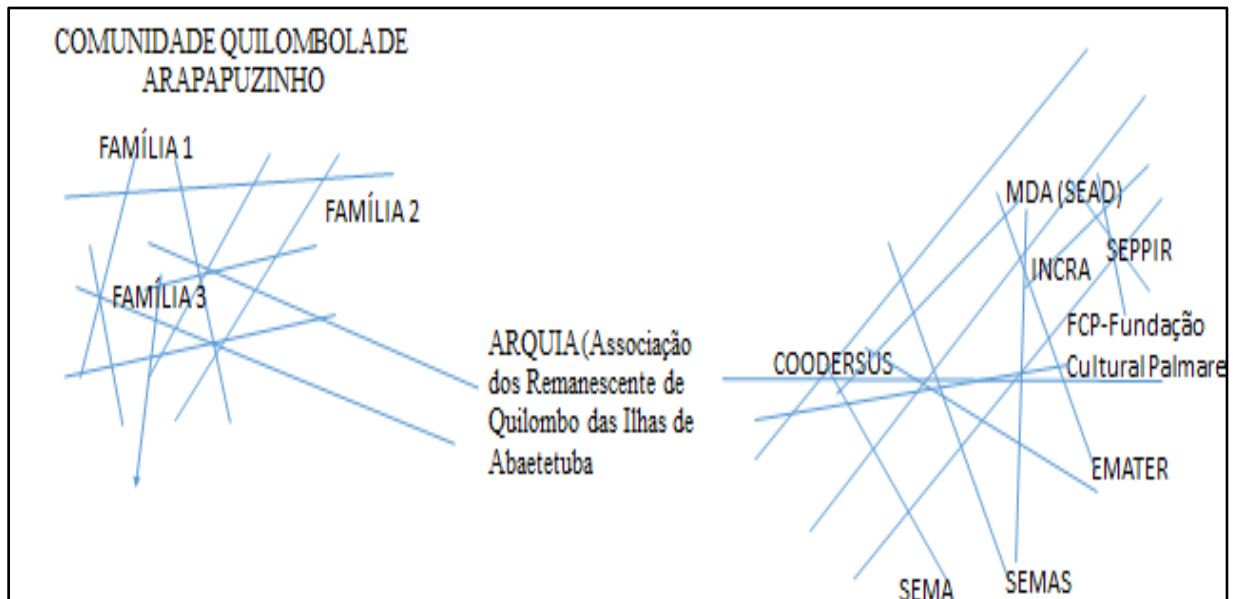 COMUNIDADE QUILOMBOLA DE
ARAPAPUZINHO
FAMÍLIA 1
FAMÍLIA 2
FAMÍLIA 3
ARQUIA (Associação
dos Remanescente de
Quilombo das Ilhas de
Abaetetuba
COODERSUS
MDA (SEAD)
SEPPIR
INCRA
FCP-Fundação
Cultural Palmare
EMATER
SEMAS
SEMA